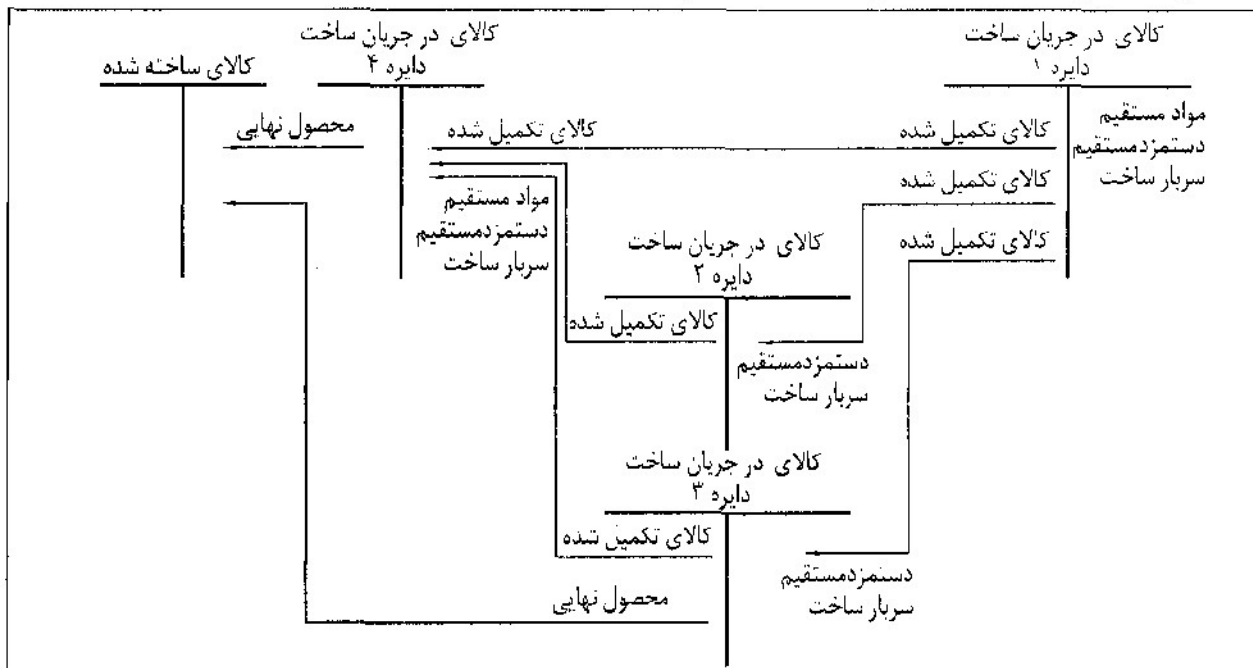 کالای در جریان ساخت
دایره ۱
کالای در جریان ساخت
دایره ۴
کالای ساخته شده
مواد مستقیم
دستمزدمستقیم
سربار ساخت
کالای تکمیل شده
کالای تکمیل شده
محصول نهایی
کالای تکمیل شده
مواد مستقیم
دستمزدمستقیم
سربار ساخت
کالای تکمیل شده
کالای در جریان ساخت
دایره ۲
کالای تکمیل شده
دستمزدمستقیم
سربار ساخت
کالای در جریان ساخت
دایره ۳
کالای تکمیل شده
دستمزدمستقیم
سربار ساخت
محصول نهایی